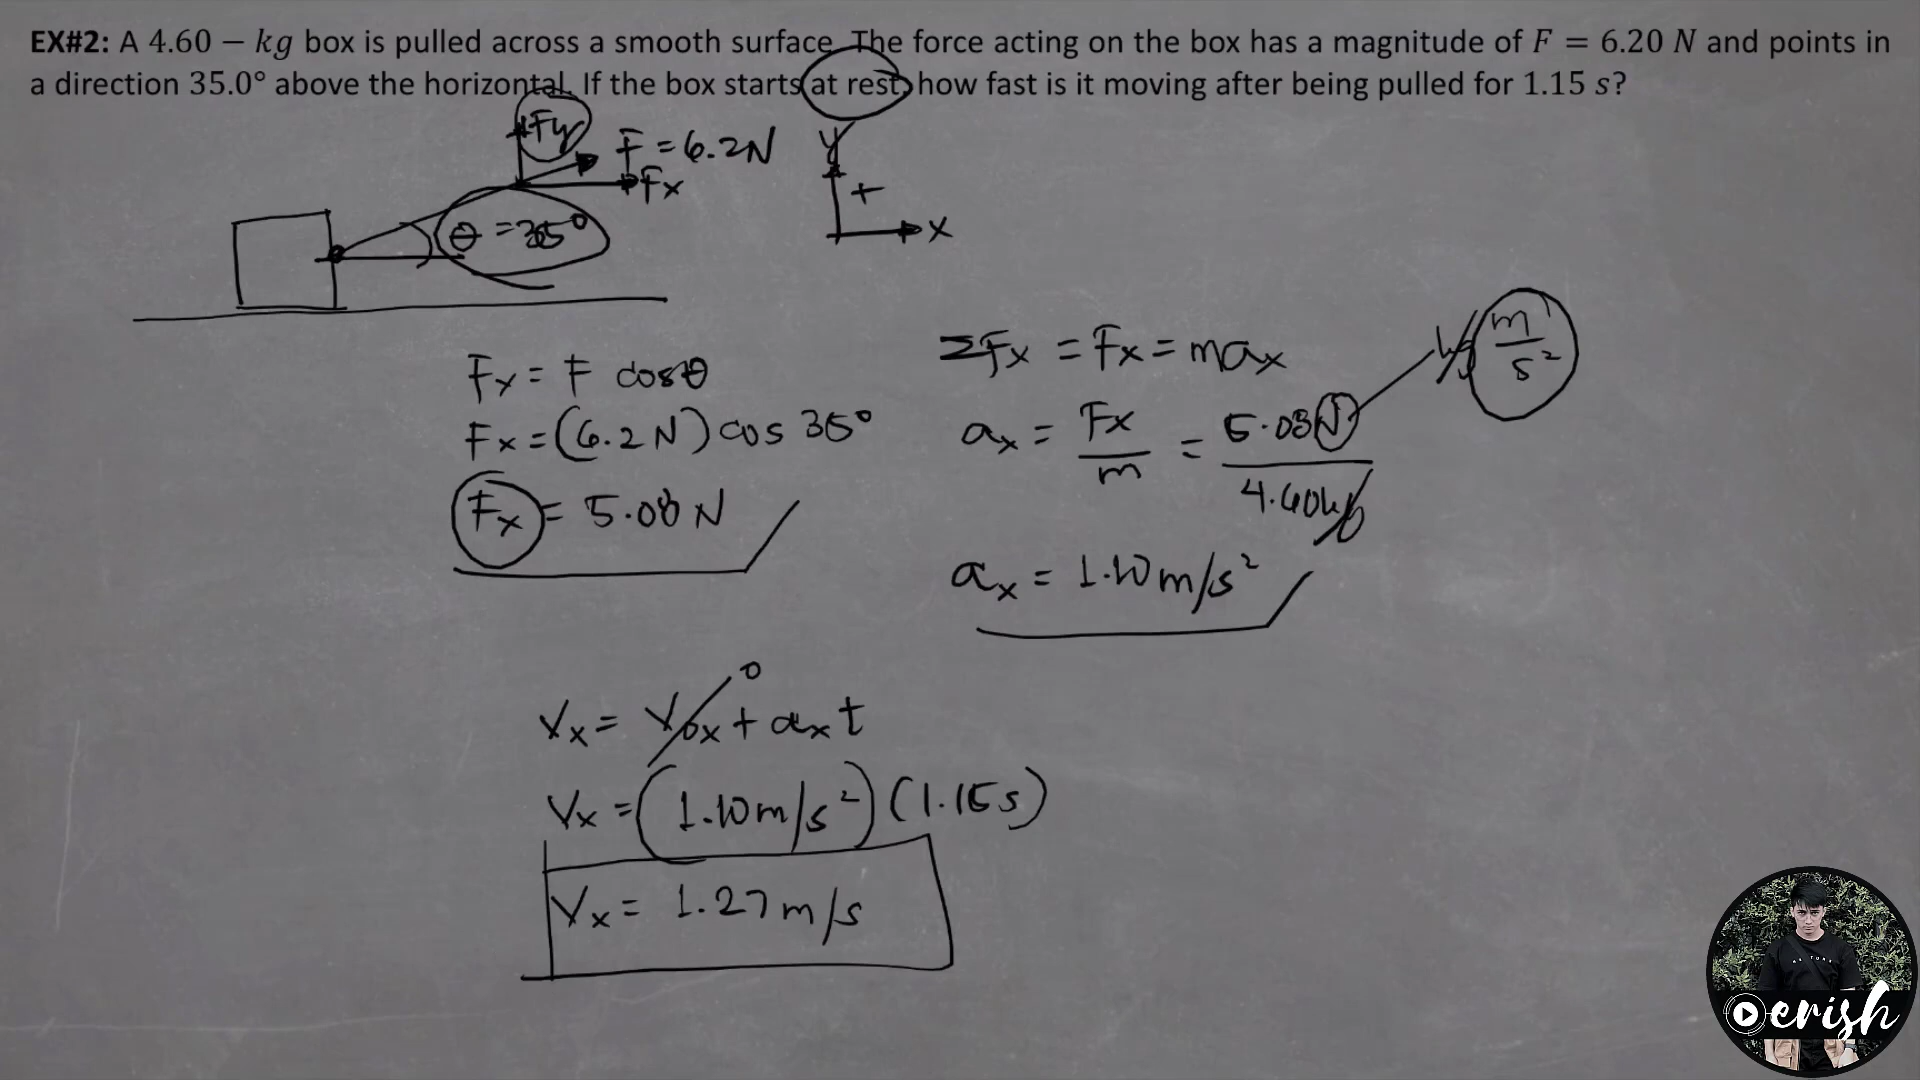 EX#2: A 4.60 − kg box is pulled across a smooth surface. The force acting on the box has a magnitude of F = 6.20 N and points in
a direction 35.0° above the horizontal. If the box starts at rest, how fast is it moving after being pulled for 1.15 s?
Fy
F = 6.2N
Fx
θ = 35°
Y
+
X
Fx = F cosθ
Fx = (6.2 N) cos 35°
Fx = 5.08 N
ΣFx = Fx = max
kg m/s²
ax = Fx/m = 5.08N/4.60kg
ax = 1.10 m/s²
0
Vx = Vox + axt
Vx = (1.10 m/s²)(1.15s)
Vx = 1.27 m/s
erish